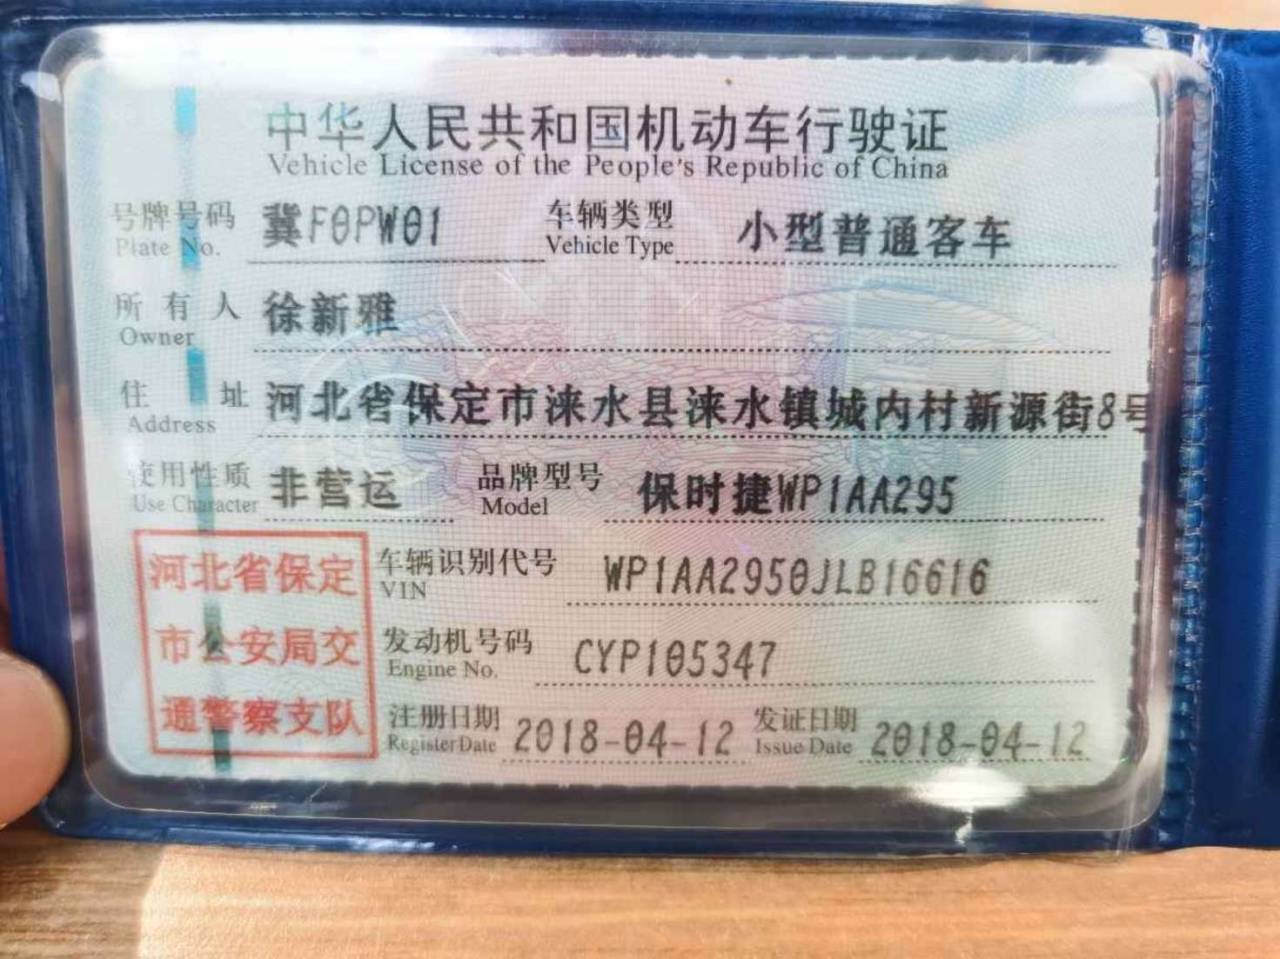 中华人民共和国机动车行驶证
Vehicle License of the People's Republic of China
号牌号码 冀F0PW01 车辆类型 小型普通客车
Plate No. Vehicle Type
所有人 徐新雅
Owner
住址 河北省保定市涞水县涞水镇城内村新源街8号
Address
使用性质 非营运 品牌型号 保时捷WP1AA295
Use Character Model
河北省保定
市公安局交
通警察支队
车辆识别代号 WP1AA2950JLB16616
VIN
发动机号码 CYP105347
Engine No.
注册日期 2018-04-12 发证日期 2018-04-12
Register Date Issue Date